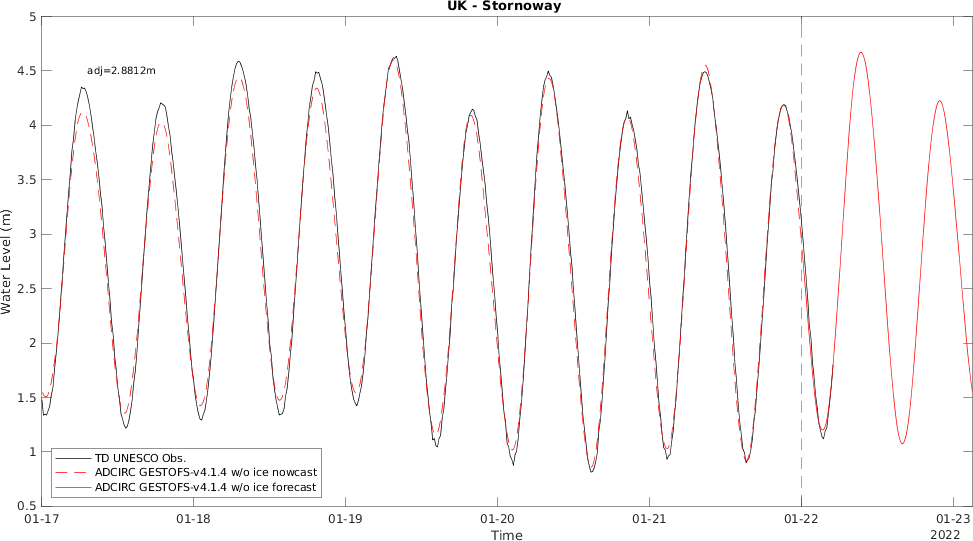 UK - Stornoway
5
4.5
4
3.5
3
2.5
2
1.5
1
0.5
Water Level (m)
adj=2.8812m
TD UNESCO Obs.
ADCIRC GESTOFS-v4.1.4 w/o ice nowcast
ADCIRC GESTOFS-v4.1.4 w/o ice forecast
01-17 01-18 01-19 01-20 01-21 01-22 01-23
Time
2022